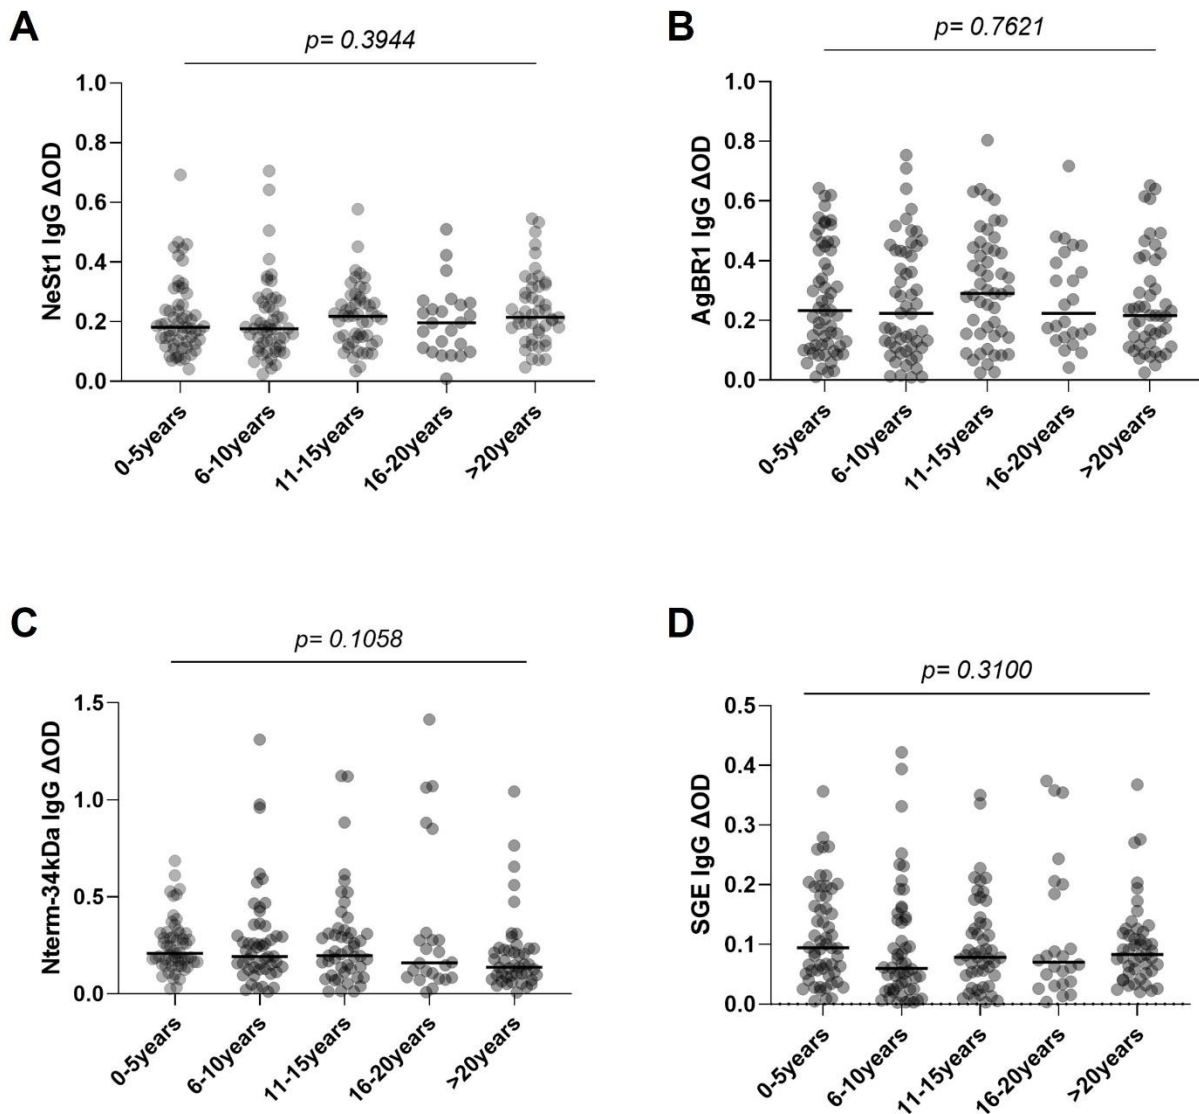 A
p= 0.3944
NeSt1 IgG ΔOD
1.0
0.8
0.6
0.4
0.2
0.0
0-5years
6-10years
11-15years
16-20years
>20years
B
p= 0.7621
AgBR1 IgG ΔOD
1.0
0.8
0.6
0.4
0.2
0.0
0-5years
6-10years
11-15years
16-20years
>20years
C
p= 0.1058
Nterm-34kDa IgG ΔOD
1.5
1.0
0.5
0.0
0-5years
6-10years
11-15years
16-20years
>20years
D
p= 0.3100
SGE IgG ΔOD
0.5
0.4
0.3
0.2
0.1
0.0
0-5years
6-10years
11-15years
16-20years
>20years